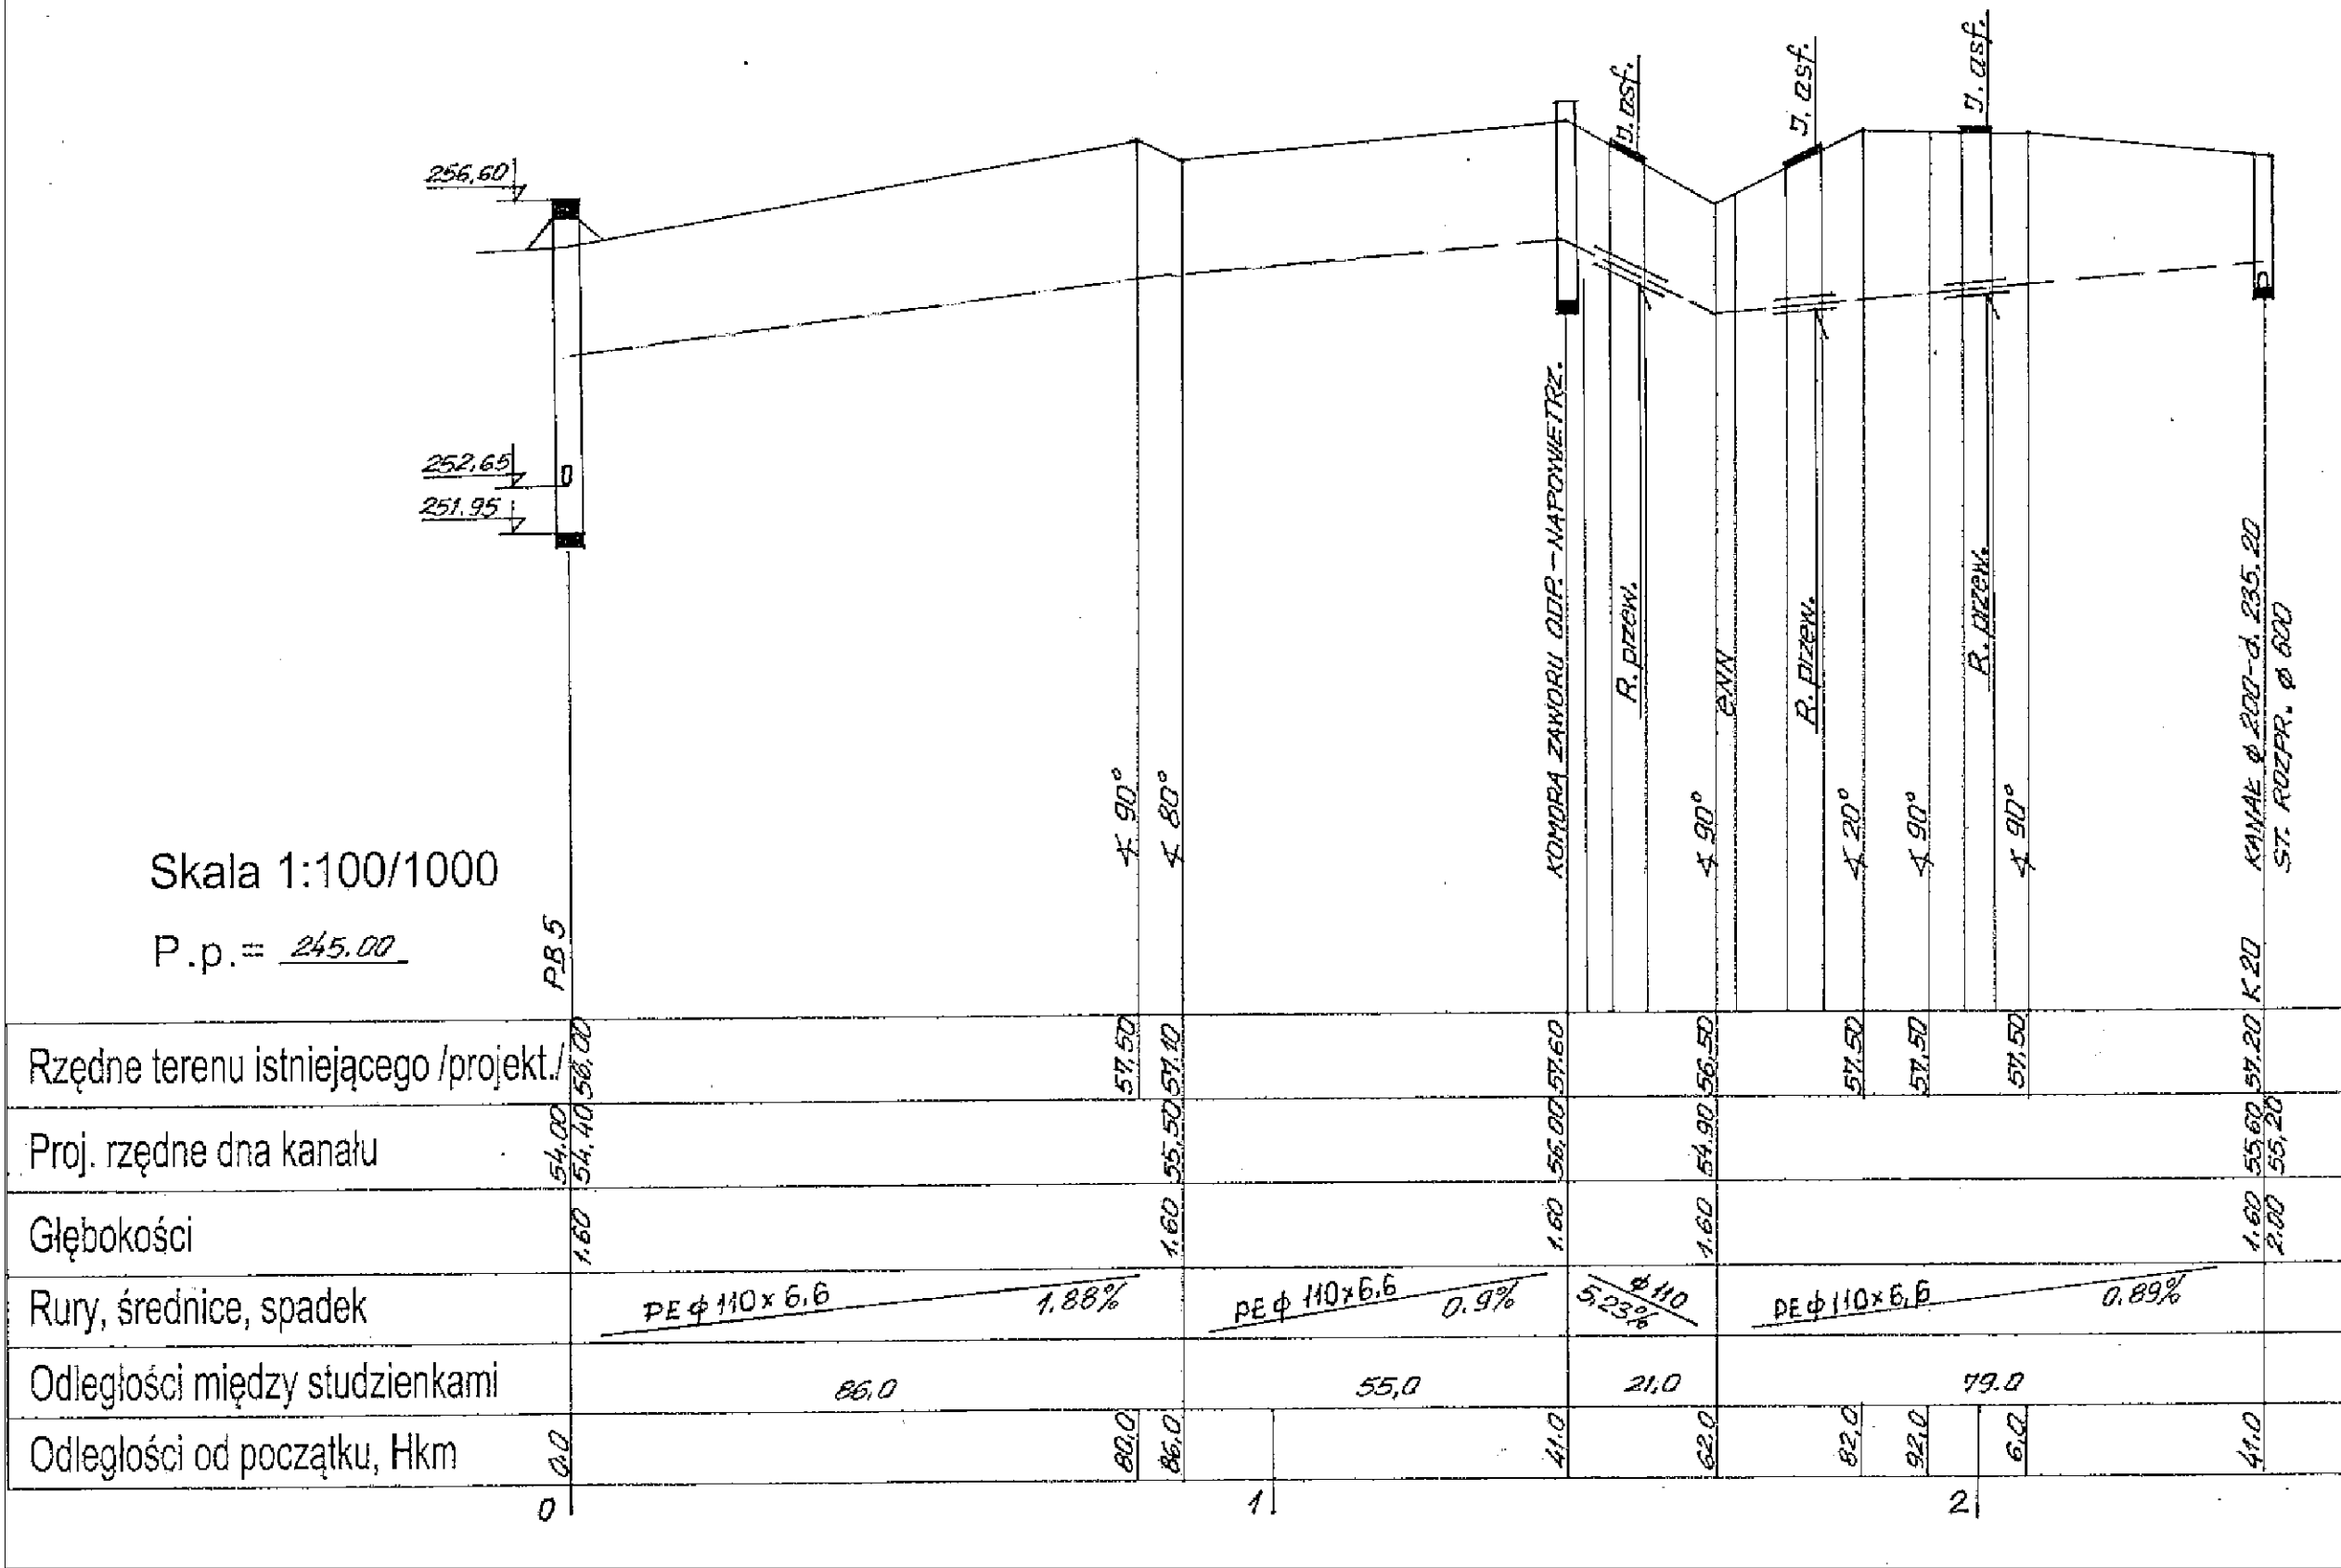 J. asf.
J. asf.
J. asf.
256.60
252.65
251.95
KOMORA ZAWORU ODP.-NAPOWIETRZ.
R. przew.
eNN
R. przew.
R. przew.
KANAŁ ϕ 200-d. 235.20
ST. ROZPR. ϕ 600
∢ 90°
∢ 80°
∢ 90°
∢ 20°
∢ 90°
∢ 90°
Skala 1:100/1000
P.p.= 245.00
PB 5
K 20
Rzędne terenu istniejącego /projekt./ 56,00 57,50 57.10 57.60 56,50 57.50 57,50 57,50 57.20
Proj. rzędne dna kanału 54,00 54,40 55,50 56,00 54.90 55,60 55,20
Głębokości 1.60 1.60 1.60 1.60 1.60 2.00
Rury, średnice, spadek PE ϕ 110 x 6,6 1.88% PE ϕ 110x6,6 0.9% ϕ 110 5,23% PE ϕ 110 x 6,6 0.89%
Odległości między studzienkami 86,0 55,0 21,0 79.0
Odległości od początku, Hkm 0,0 80,0 86,0 41.0 62,0 82,0 92,0 6,0 41.0
0 1 2